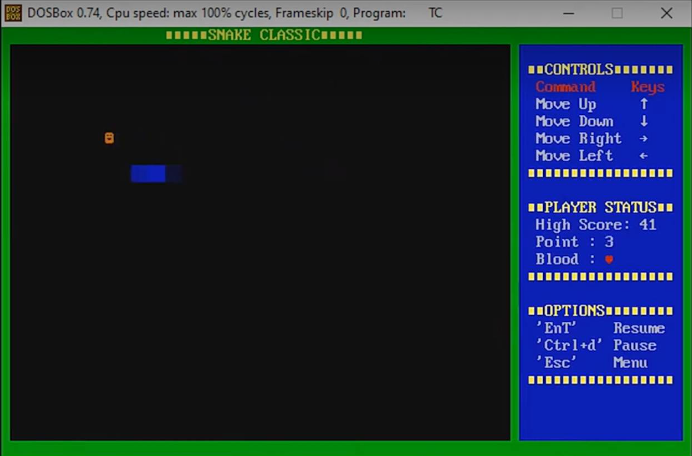 DOSBox 0.74, Cpu speed: max 100% cycles, Frameskip 0, Program: TC
SNAKE CLASSIC
CONTROLS
Command Keys
Move Up ↑
Move Down ↓
Move Right →
Move Left ←
PLAYER STATUS
High Score: 41
Point : 3
Blood : ♥
OPTIONS
'EnT' Resume
'Ctrl+d' Pause
'Esc' Menu